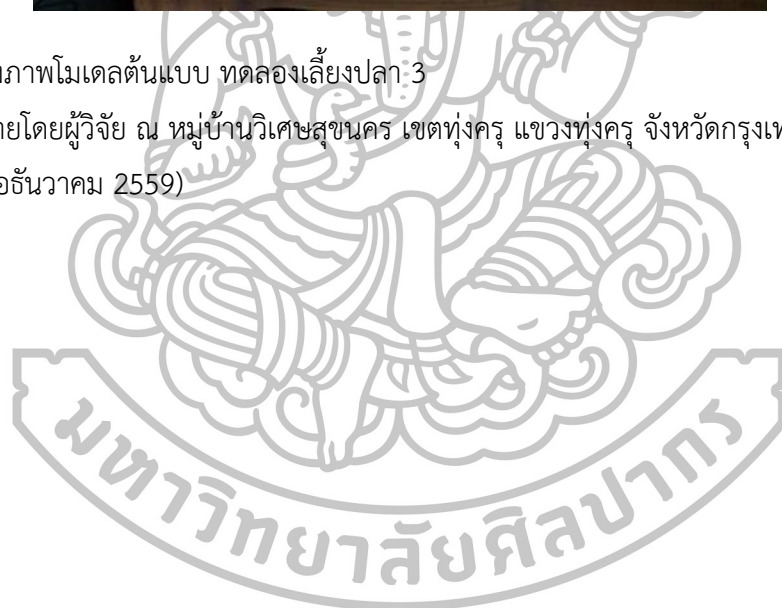 ภาพโมเดลต้นแบบ ทดลองเลี้ยงปลา 3
ายโดยผู้วิจัย ณ หมู่บ้านวิเศษสุขนคร เขตทุ่งครุ แขวงทุ่งครุ จังหวัดกรุงเท
อธันวาคม 2559)
มหาวิทยาลัยศิลปากร